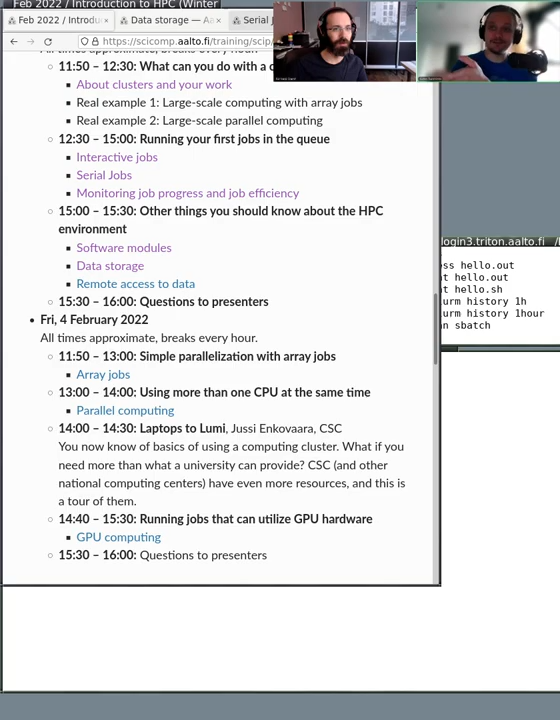 Feb 2022 / Introduction to HPC (Winter
Feb 2022 / Introdu
Data storage — Aa
Serial J
https://scicomp.aalto.fi/training/scip/
All times approximate, breaks every hour.
11:50 – 12:30: What can you do with a c
About clusters and your work
Real example 1: Large-scale computing with array jobs
Real example 2: Large-scale parallel computing
12:30 – 15:00: Running your first jobs in the queue
Interactive jobs
Serial Jobs
Monitoring job progress and job efficiency
15:00 – 15:30: Other things you should know about the HPC
environment
Software modules
Data storage
Remote access to data
15:30 – 16:00: Questions to presenters
Fri, 4 February 2022
All times approximate, breaks every hour.
11:50 – 13:00: Simple parallelization with array jobs
Array jobs
13:00 – 14:00: Using more than one CPU at the same time
Parallel computing
14:00 – 14:30: Laptops to Lumi, Jussi Enkovaara, CSC
You now know of basics of using a computing cluster. What if you
need more than what a university can provide? CSC (and other
national computing centers) have even more resources, and this is
a tour of them.
14:40 – 15:30: Running jobs that can utilize GPU hardware
GPU computing
15:30 – 16:00: Questions to presenters
login3.triton.aalto.fi
ess hello.out
at hello.out
at hello.sh
urm history 1h
urm history 1hour
an sbatch